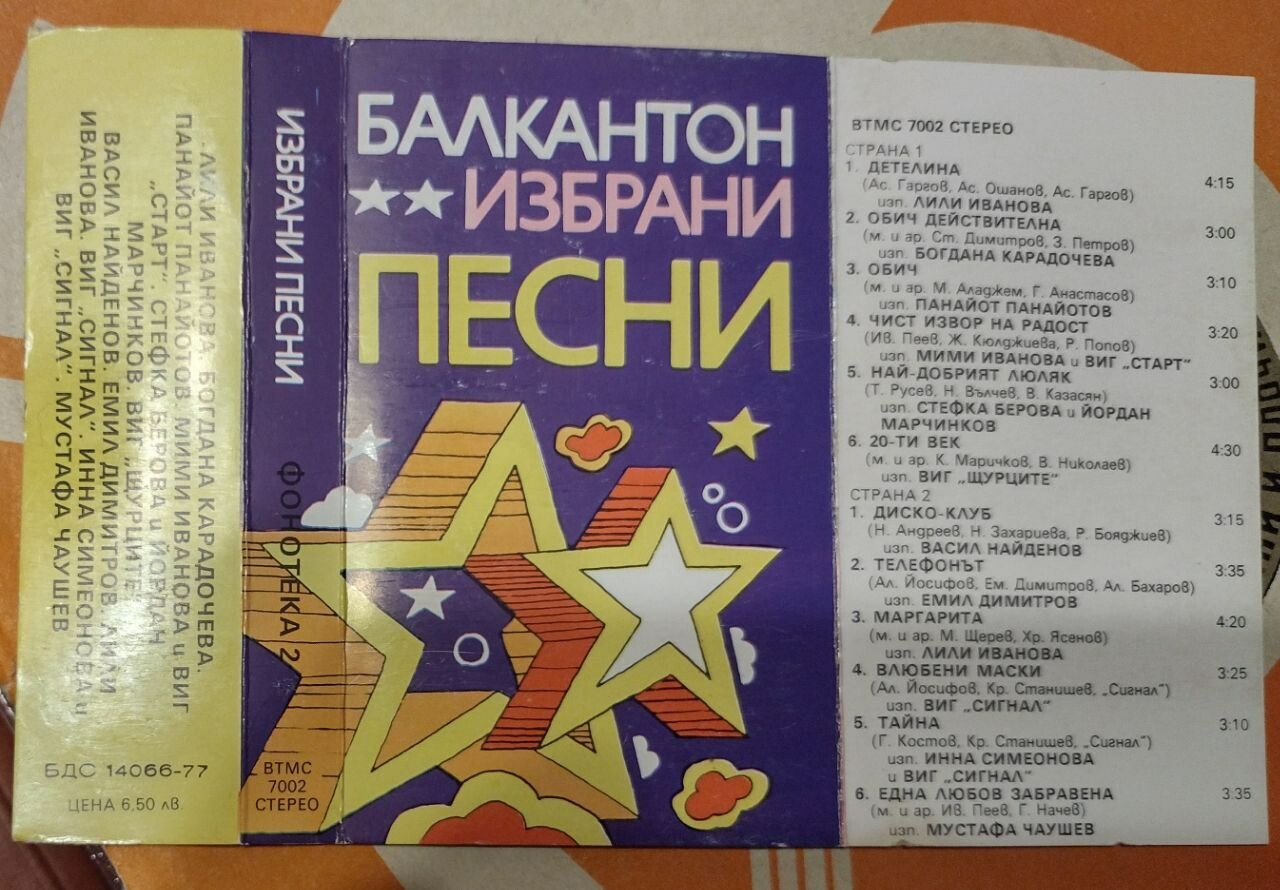 .ЛИЛИ ИВАНОВА. БОГДАНА КАРАДОЧЕВА.
ПАНАЙОТ ПАНАЙОТОВ. МИМИ ИВАНОВА и ВИГ
„СТАРТ". СТЕФКА БЕРОВА и ЙОРДАН
МАРЧИНКОВ. ВИГ „ЩУРЦИТЕ".
ВАСИЛ НАЙДЕНОВ. ЕМИЛ ДИМИТРОВ. ЛИЛИ
ИВАНОВА. ВИГ „СИГНАЛ". ИННА СИМЕОНОВА и
ВИГ „СИГНАЛ". МУСТАФА ЧАУШЕВ
БДС 14066-77
ЦЕНА 6,50 лв
ИЗБРАНИ ПЕСНИ ФОНОТЕКА 2
ВТМС
7002
СТЕРЕО
БАЛКАНТОН
ИЗБРАНИ
ПЕСНИ
ВТМС 7002 СТЕРЕО
СТРАНА 1
1. ДЕТЕЛИНА 4:15
(Ас. Гаргов, Ас. Ошанов, Ас. Гаргов)
изп. ЛИЛИ ИВАНОВА
2. ОБИЧ ДЕЙСТВИТЕЛНА 3:00
(м. и ар. Ст. Димитров, З. Петров)
изп. БОГДАНА КАРАДОЧЕВА
3. ОБИЧ 3:10
(м. и ар. М. Аладжем, Г. Анастасов)
изп. ПАНАЙОТ ПАНАЙОТОВ
4. ЧИСТ ИЗВОР НА РАДОСТ 3:20
(Ив. Пеев, Ж. Кюлджиева, Р. Попов)
изп. МИМИ ИВАНОВА и ВИГ „СТАРТ"
5. НАЙ-ДОБРИЯТ ЛЮЛЯК 3:00
(Т. Русев, Н. Вълчев, В. Казасян)
изп. СТЕФКА БЕРОВА и ЙОРДАН
МАРЧИНКОВ
6. 20-ТИ ВЕК 4:30
(м. и ар. К. Маричков, В. Николаев)
изп. ВИГ „ЩУРЦИТЕ"
СТРАНА 2
1. ДИСКО-КЛУБ 3:15
(Н. Андреев, Н. Захариева, Р. Бояджиев)
изп. ВАСИЛ НАЙДЕНОВ
2. ТЕЛЕФОНЪТ 3:35
(Ал. Йосифов, Ем. Димитров, Ал. Бахаров)
изп. ЕМИЛ ДИМИТРОВ
3. МАРГАРИТА 4:20
(м. и ар. М. Щерев, Хр. Ясенов)
изп. ЛИЛИ ИВАНОВА
4. ВЛЮБЕНИ МАСКИ 3:25
(Ал. Йосифов, Кр. Станишев, „Сигнал")
изп. ВИГ „СИГНАЛ"
5. ТАЙНА 3:10
(Г. Костов, Кр. Станишев, „Сигнал")
изп. ИННА СИМЕОНОВА
и ВИГ „СИГНАЛ"
6. ЕДНА ЛЮБОВ ЗАБРАВЕНА 3:35
(м. и ар. Ив. Пеев, Г. Начев)
изп. МУСТАФА ЧАУШЕВ